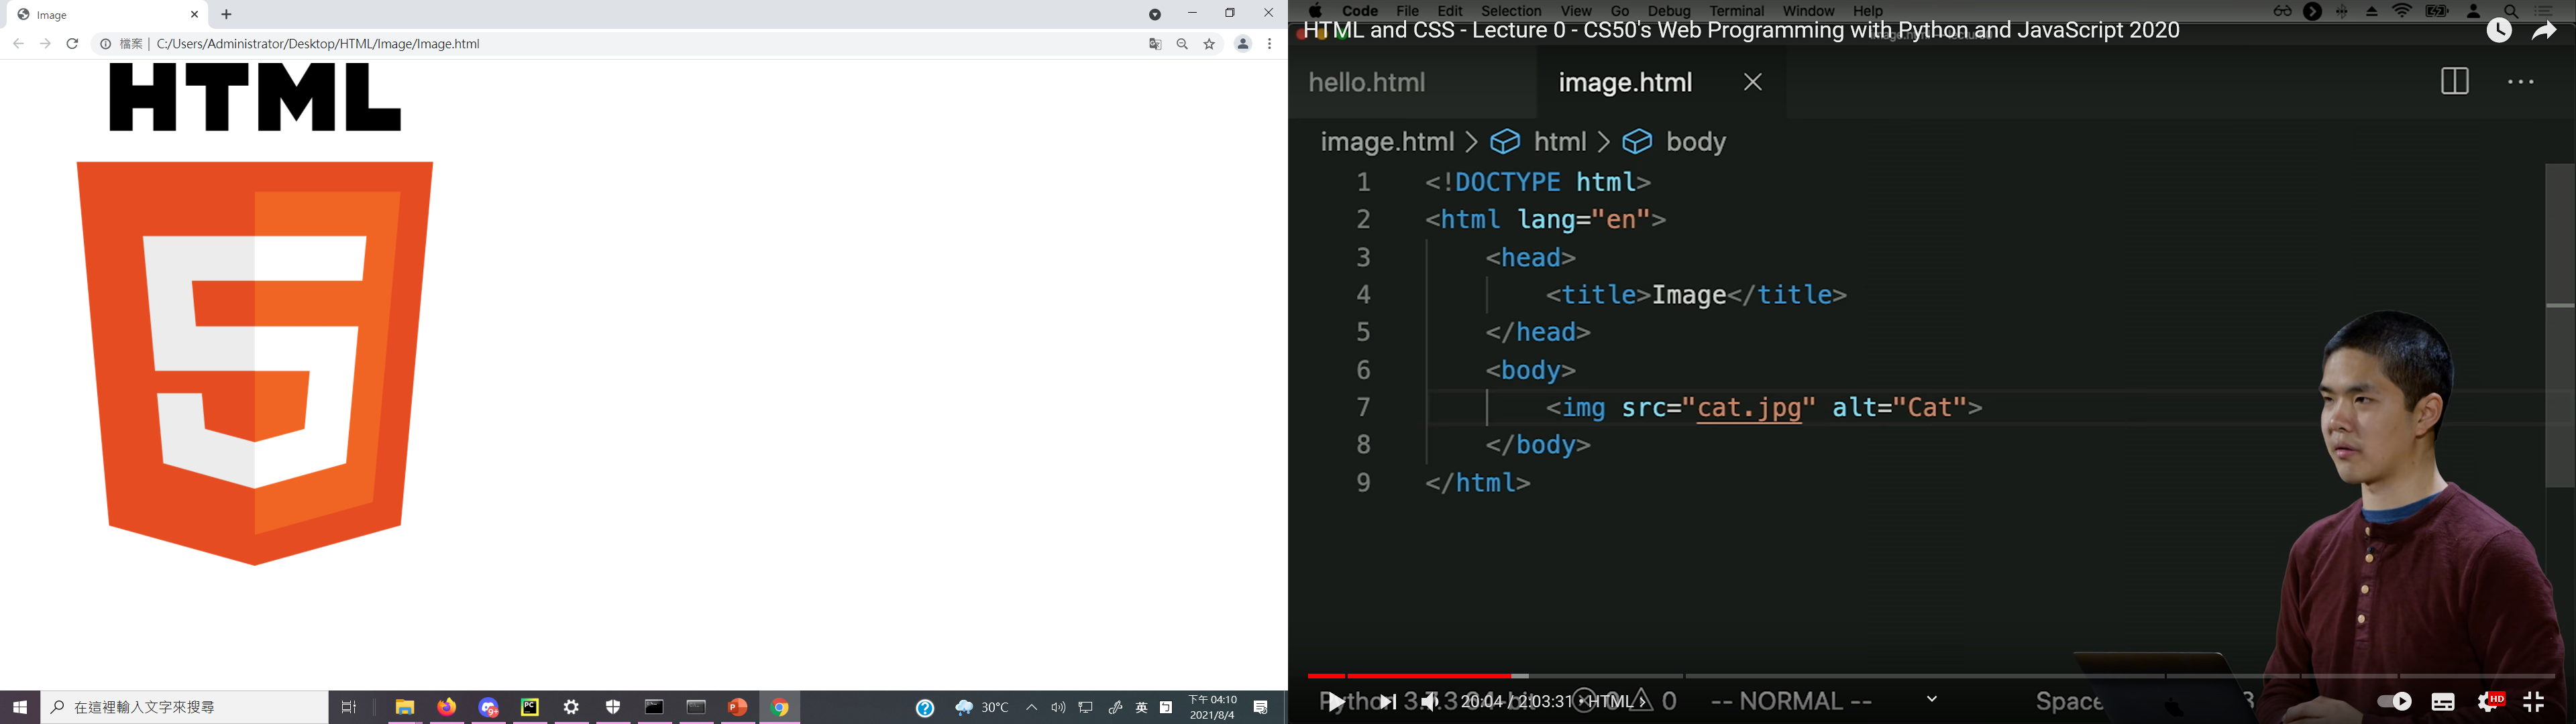 Image
檔案 | C:/Users/Administrator/Desktop/HTML/Image/Image.html
HTML
5
在這裡輸入文字來搜尋
9+
PC
P
30°C
英
下午 04:10
2021/8/4
Code File Edit Selection View Go Debug Terminal Window Help
HTML and CSS - Lecture 0 - CS50's Web Programming with Python and JavaScript 2020
hello.html
image.html
image.html > html > body
1 <!DOCTYPE html>
2 <html lang="en">
3 <head>
4 <title>Image</title>
5 </head>
6 <body>
7 <img src="cat.jpg" alt="Cat">
8 </body>
9 </html>
20:04 / 2:03:31 • HTML >
0
-- NORMAL --
HD